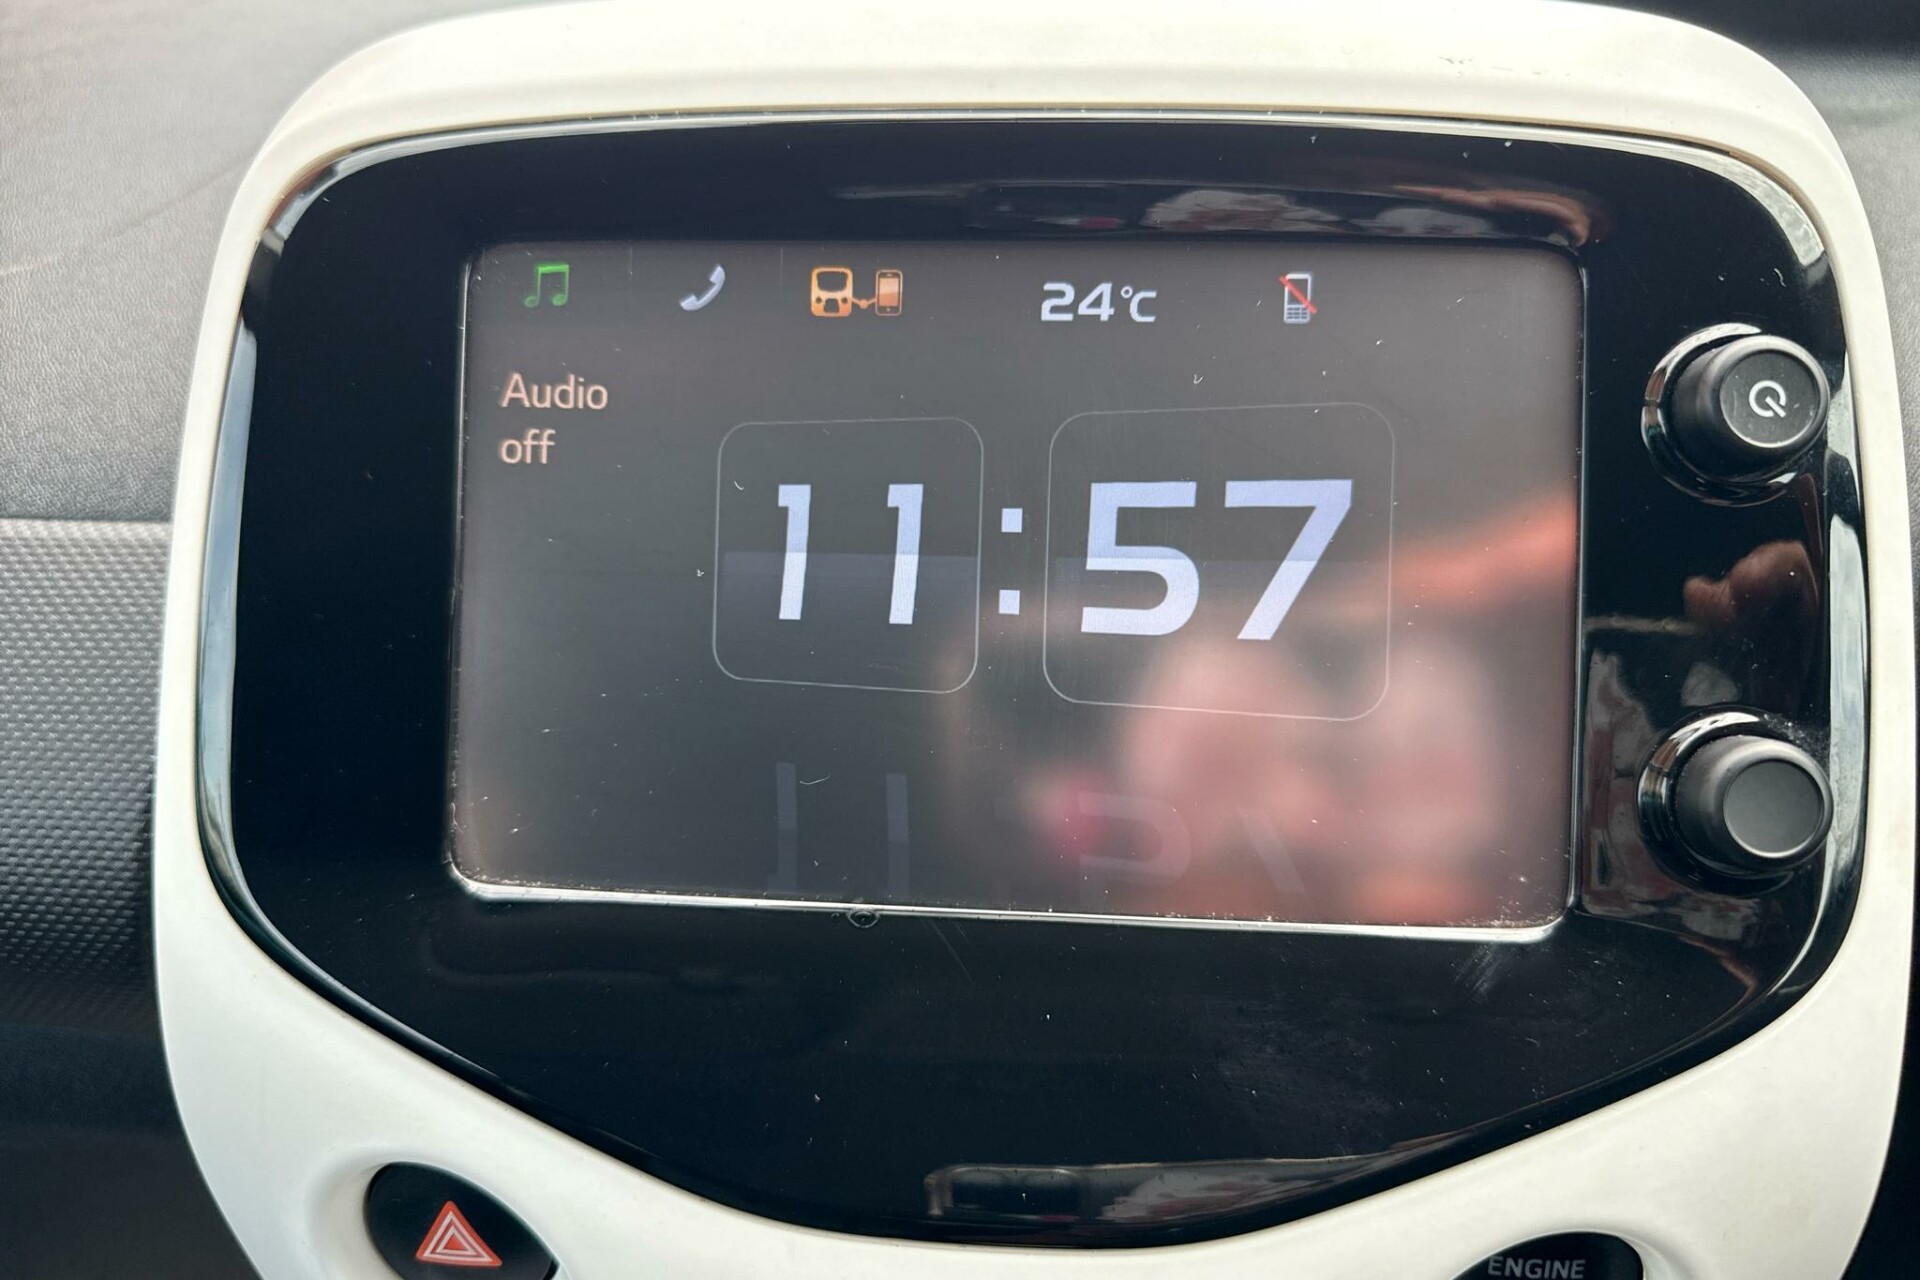 24°C
Audio
off
11:57
ENGINE